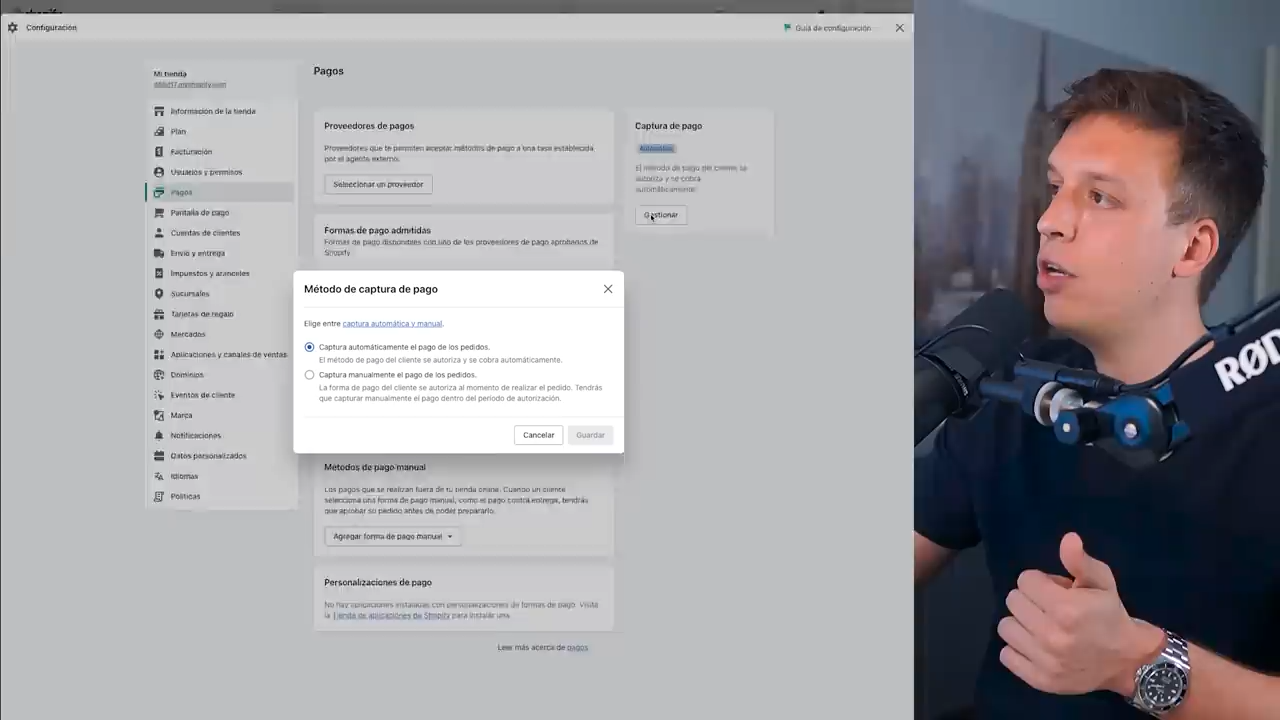 Configuración
Guía de configuración
Mi tienda
Pagos
Información de la tienda
Plan
Facturación
Usuarios y permisos
Pagos
Pantalla de pago
Cuentas de clientes
Envío y entrega
Impuestos y aranceles
Sucursales
Tarjetas de regalo
Mercados
Aplicaciones y canales de ventas
Dominios
Eventos de cliente
Marca
Notificaciones
Datos personalizados
Idiomas
Políticas
Proveedores de pagos
Proveedores que te permiten aceptar métodos de pago a una tasa establecida
por el agente externo.
Seleccionar un proveedor
Formas de pago admitidas
Formas de pago disponibles con uno de los proveedores de pago aprobados de
Shopify.
Captura de pago
Automático
El método de pago del cliente se
autoriza y se cobra
automáticamente.
Gestionar
Método de captura de pago
Elige entre captura automática y manual.
Captura automáticamente el pago de los pedidos.
El método de pago del cliente se autoriza y se cobra automáticamente.
Captura manualmente el pago de los pedidos.
La forma de pago del cliente se autoriza al momento de realizar el pedido. Tendrás
que capturar manualmente el pago dentro del período de autorización.
Cancelar
Guardar
Métodos de pago manual
Los pagos que se realizan fuera de tu tienda online. Cuando un cliente
selecciona una forma de pago manual, como el pago contra entrega, tendrás
que aprobar su pedido antes de poder prepararlo.
Agregar forma de pago manual
Personalizaciones de pago
No hay aplicaciones instaladas con personalizaciones de formas de pago. Visita
la Tienda de aplicaciones de Shopify para instalar una.
Leer más acerca de pagos
RØD